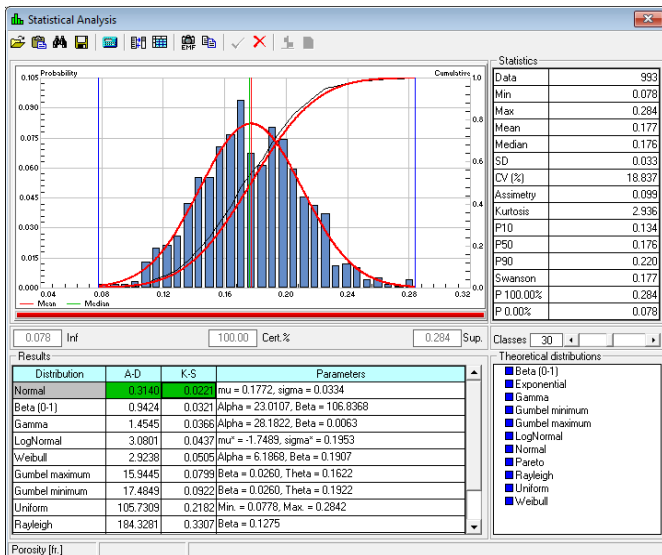 Statistical Analysis
EMF
Probability
Cumulative
0.105
0.090
0.075
0.060
0.045
0.030
0.015
0.000
1.0
0.8
0.6
0.4
0.2
0.0
0.04 0.08 0.12 0.16 0.20 0.24 0.28 0.32
Mean Median
0.078 Inf 100.00 Cert.% 0.284 Sup.
Statistics
Data 993
Min 0.078
Max 0.284
Mean 0.177
Median 0.176
SD 0.033
CV (%) 18.837
Assimetry 0.099
Kurtosis 2.936
P10 0.134
P50 0.176
P90 0.220
Swanson 0.177
P 100.00% 0.284
P 0.00% 0.078
Classes 30
Results
Distribution A-D K-S Parameters
Normal 0.3140 0.0221 mu = 0.1772, sigma = 0.0334
Beta (0-1) 0.9424 0.0321 Alpha = 23.0107, Beta = 106.8368
Gamma 1.4545 0.0366 Alpha = 28.1822, Beta = 0.0063
LogNormal 3.0801 0.0437 mu* = -1.7489, sigma* = 0.1953
Weibull 2.9238 0.0505 Alpha = 6.1868, Beta = 0.1907
Gumbel maximum 15.9445 0.0799 Beta = 0.0260, Theta = 0.1622
Gumbel minimum 17.4849 0.0922 Beta = 0.0260, Theta = 0.1922
Uniform 105.7309 0.2182 Min. = 0.0778, Max. = 0.2842
Rayleigh 184.3281 0.3307 Beta = 0.1275
Theoretical distributions
Beta (0-1)
Exponential
Gamma
Gumbel minimum
Gumbel maximum
LogNormal
Normal
Pareto
Rayleigh
Uniform
Weibull
Porosity [fr.]